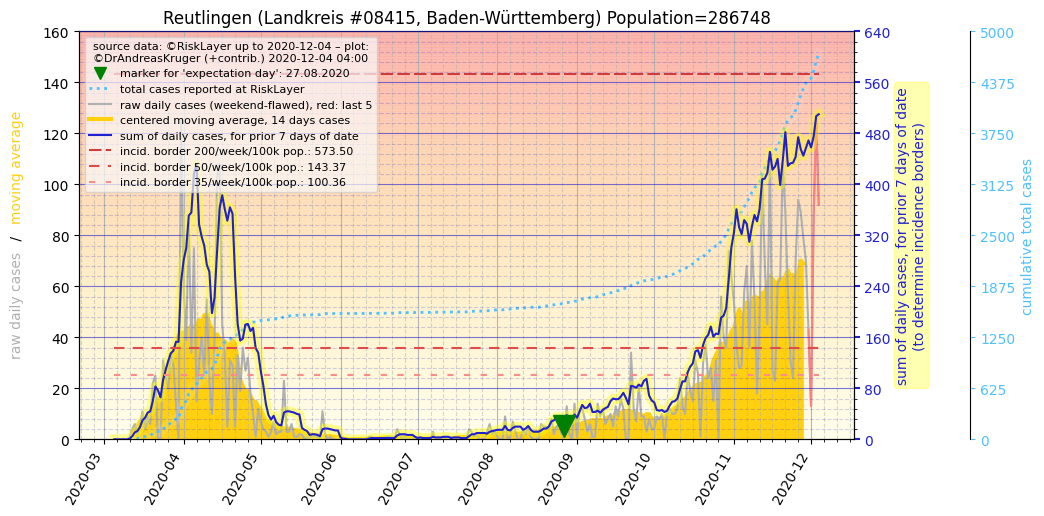 Reutlingen (Landkreis #08415, Baden-Württemberg) Population=286748
source data: ©RiskLayer up to 2020-12-04 – plot:
©DrAndreasKruger (+contrib.) 2020-12-04 04:00
marker for 'expectation day': 27.08.2020
total cases reported at RiskLayer
raw daily cases (weekend-flawed), red: last 5
centered moving average, 14 days cases
sum of daily cases, for prior 7 days of date
incid. border 200/week/100k pop.: 573.50
incid. border 50/week/100k pop.: 143.37
incid. border 35/week/100k pop.: 100.36
raw daily cases / moving average
160
140
120
100
80
60
40
20
0
2020-03
2020-04
2020-05
2020-06
2020-07
2020-08
2020-09
2020-10
2020-11
2020-12
640
560
480
400
320
240
160
80
0
sum of daily cases, for prior 7 days of date
(to determine incidence borders)
5000
4375
3750
3125
2500
1875
1250
625
0
cumulative total cases